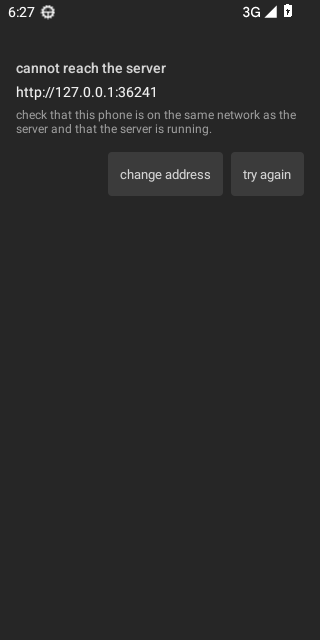 6:27
3G
cannot reach the server
http://127.0.0.1:36241
check that this phone is on the same network as the
server and that the server is running.
change address
try again